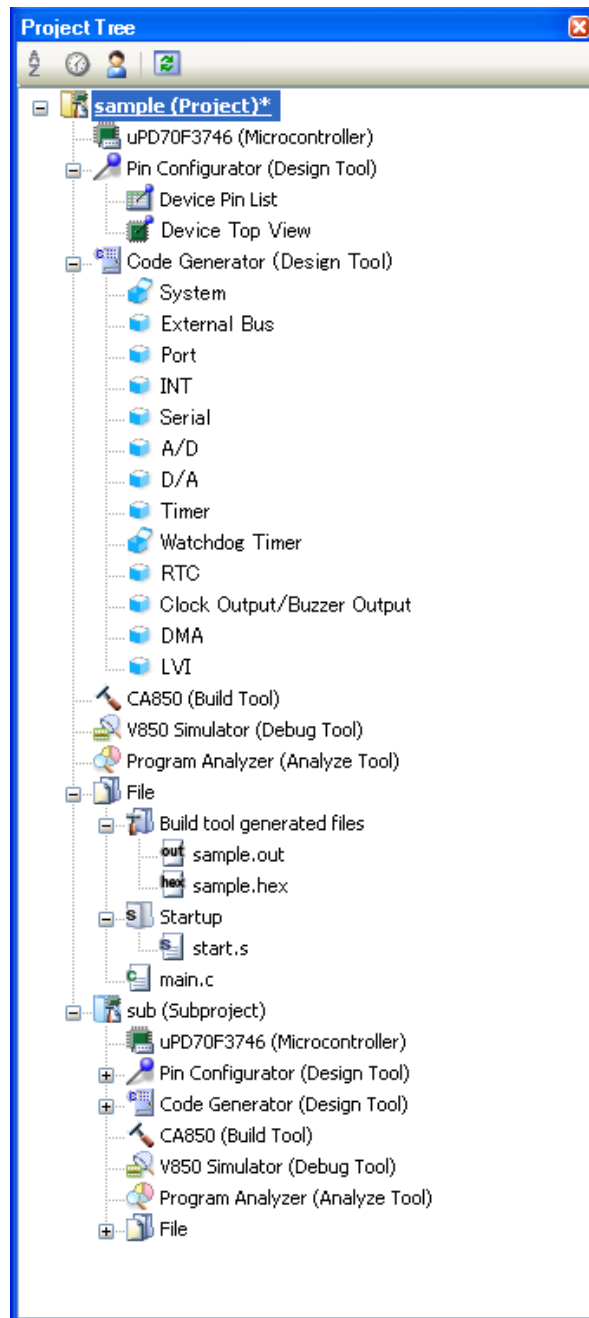 Project Tree
sample (Project)*
uPD70F3746 (Microcontroller)
Pin Configurator (Design Tool)
Device Pin List
Device Top View
Code Generator (Design Tool)
System
External Bus
Port
INT
Serial
A/D
D/A
Timer
Watchdog Timer
RTC
Clock Output/Buzzer Output
DMA
LVI
CA850 (Build Tool)
V850 Simulator (Debug Tool)
Program Analyzer (Analyze Tool)
File
Build tool generated files
out sample.out
hex sample.hex
S Startup
S start.s
C main.c
sub (Subproject)
uPD70F3746 (Microcontroller)
Pin Configurator (Design Tool)
Code Generator (Design Tool)
CA850 (Build Tool)
V850 Simulator (Debug Tool)
Program Analyzer (Analyze Tool)
File